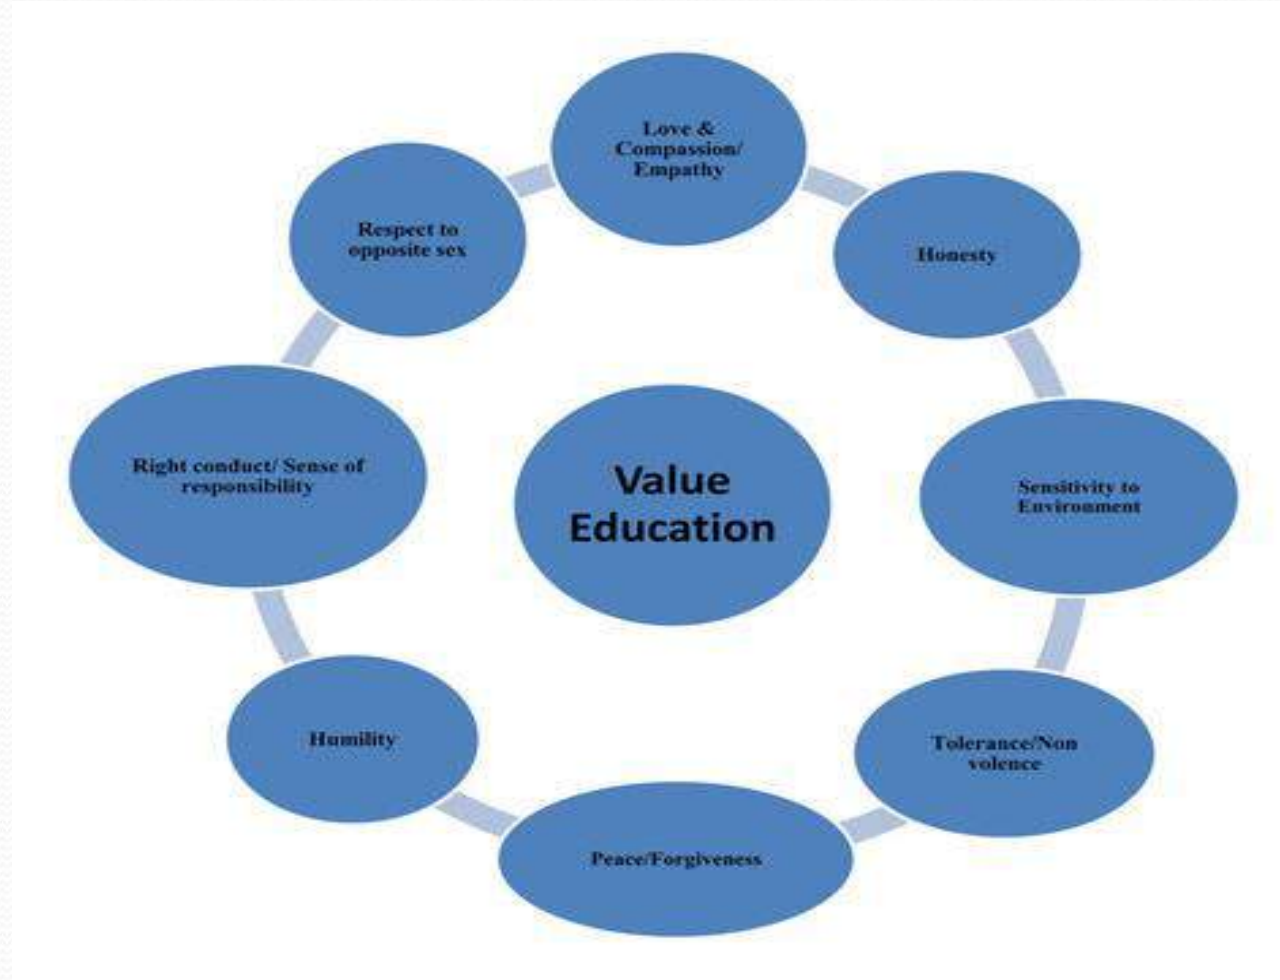 Love &
Compassion/
Empathy
Honesty
Sensitivity to
Environment
Tolerance/Non
volence
Peace/Forgiveness
Humility
Right conduct/ Sense of
responsibility
Respect to
opposite sex
Value
Education